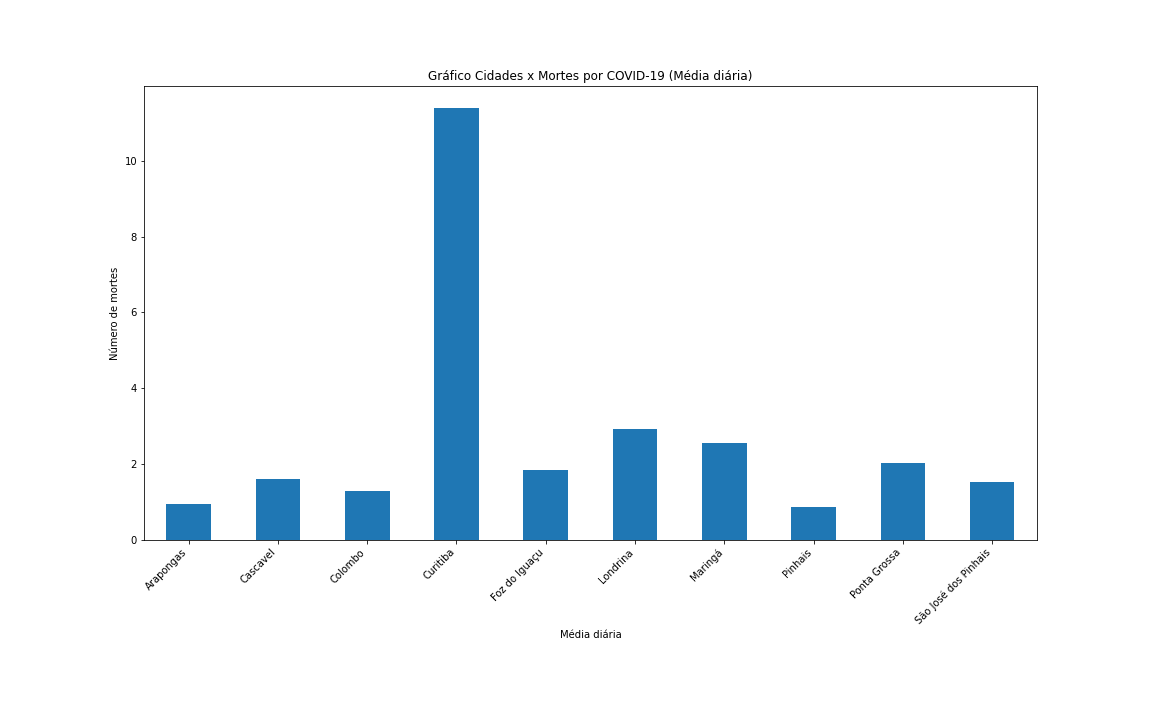 Gráfico Cidades x Mortes por COVID-19 (Média diária)
Número de mortes
10
8
6
4
2
0
Arapongas
Cascavel
Colombo
Curitiba
Foz do Iguaçu
Londrina
Maringá
Pinhais
Ponta Grossa
São José dos Pinhais
Média diária